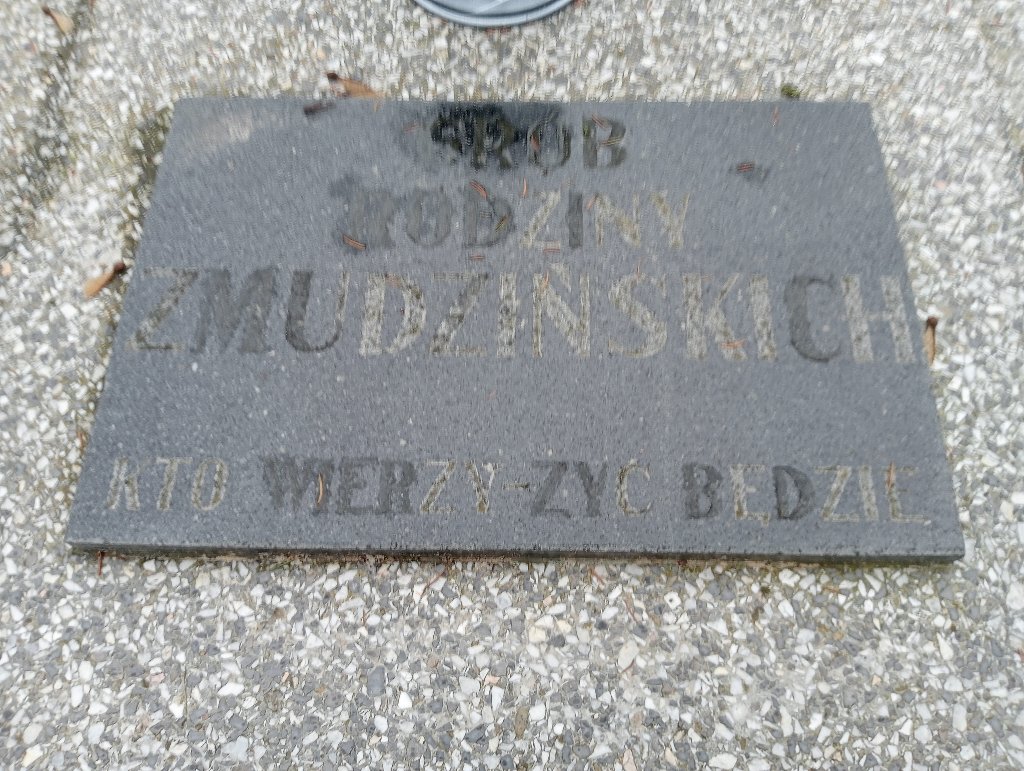 GRÓB
RODZINY
ZMUDZIŃSKICH
KTO WIERZY-ŻYĆ BĘDZIE